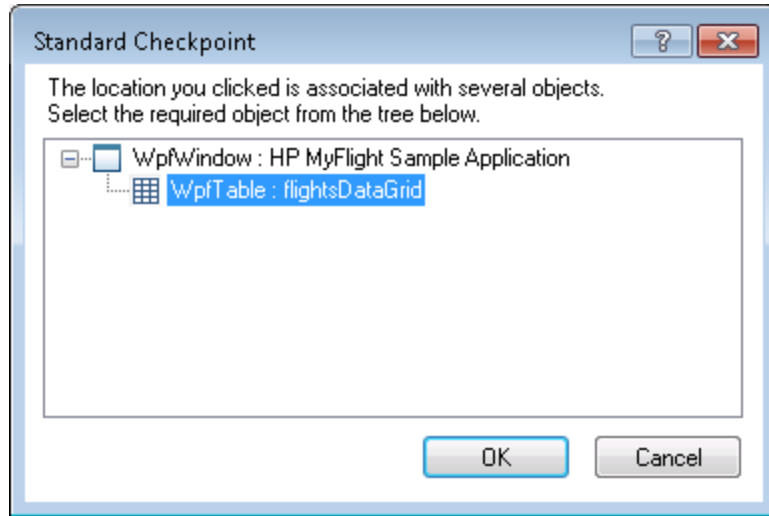 Standard Checkpoint
The location you clicked is associated with several objects.
Select the required object from the tree below.
WpfWindow : HP MyFlight Sample Application
WpfTable : flightsDataGrid
OK
Cancel